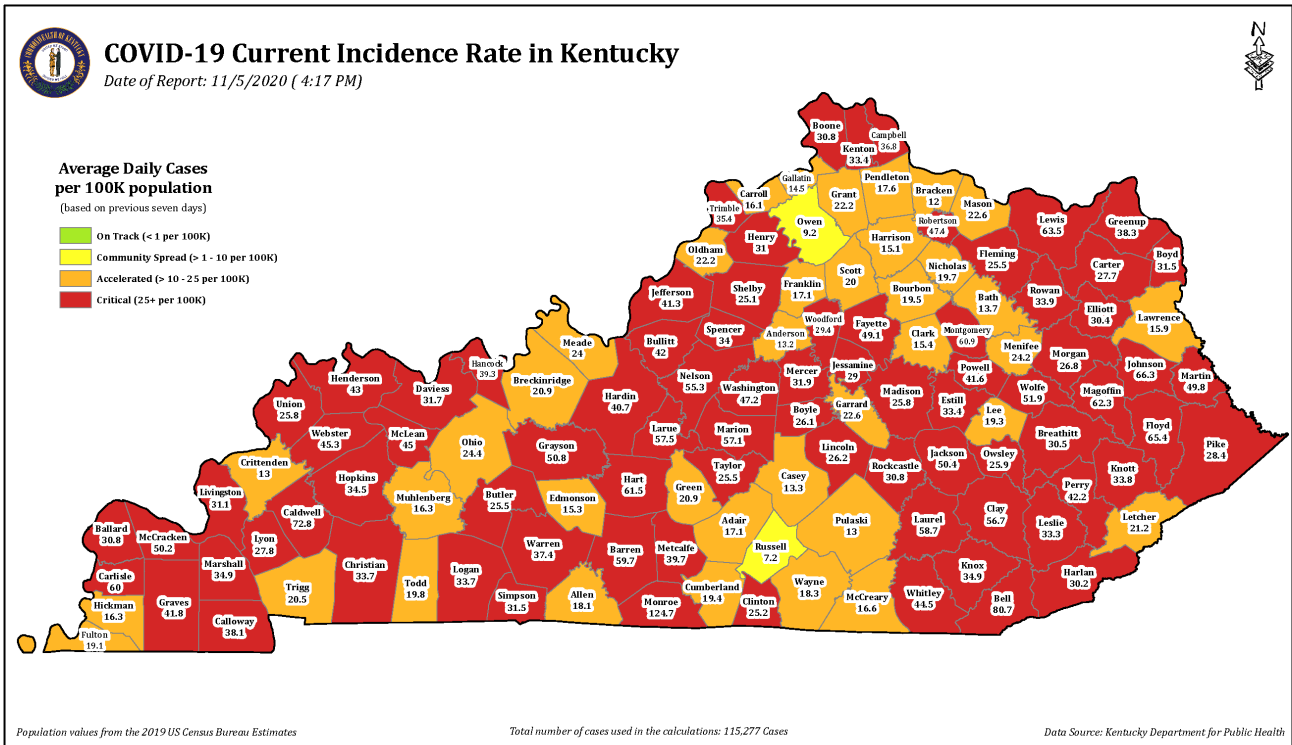 COVID-19 Current Incidence Rate in Kentucky
Date of Report: 11/5/2020 ( 4:17 PM)
N
Average Daily Cases
per 100K population
(based on previous seven days)
On Track (< 1 per 100K)
Community Spread (> 1 - 10 per 100K)
Accelerated (> 10 - 25 per 100K)
Critical (25+ per 100K)
Boone
30.8
Kenton
33.4
Campbell
36.8
Gallatin
14.5
Carroll
16.1
Trimble
35.4
Owen
9.2
Grant
22.2
Pendleton
17.6
Bracken
12
Mason
22.6
Robertson
47.4
Lewis
63.5
Greenup
38.3
Oldham
22.2
Henry
31
Harrison
15.1
Fleming
25.5
Carter
27.7
Boyd
31.5
Jefferson
41.3
Shelby
25.1
Franklin
17.1
Scott
20
Nicholas
19.7
Bourbon
19.5
Bath
13.7
Rowan
33.9
Elliott
30.4
Lawrence
15.9
Bullitt
42
Spencer
34
Anderson
13.2
Woodford
29.4
Fayette
49.1
Clark
15.4
Montgomery
60.9
Menifee
24.2
Morgan
26.8
Johnson
66.3
Martin
49.8
Meade
24
Hancock
39.3
Breckinridge
20.9
Hardin
40.7
Nelson
55.3
Washington
47.2
Mercer
31.9
Jessamine
29
Madison
25.8
Powell
41.6
Estill
33.4
Wolfe
51.9
Magoffin
62.3
Floyd
65.4
Pike
28.4
Henderson
43
Union
25.8
Daviess
31.7
Webster
45.3
McLean
45
Ohio
24.4
Grayson
50.8
Larue
57.5
Marion
57.1
Boyle
26.1
Garrard
22.6
Lincoln
26.2
Rockcastle
30.8
Jackson
50.4
Lee
19.3
Owsley
25.9
Breathitt
30.5
Knott
33.8
Perry
42.2
Letcher
21.2
Crittenden
13
Livingston
31.1
Hopkins
34.5
Caldwell
72.8
Muhlenberg
16.3
Butler
25.5
Edmonson
15.3
Hart
61.5
Green
20.9
Taylor
25.5
Casey
13.3
Adair
17.1
Russell
7.2
Pulaski
13
Laurel
58.7
Clay
56.7
Leslie
33.3
Harlan
30.2
Ballard
30.8
McCracken
50.2
Lyon
27.8
Marshall
34.9
Carlisle
60
Hickman
16.3
Fulton
19.1
Graves
41.8
Calloway
38.1
Trigg
20.5
Christian
33.7
Todd
19.8
Logan
33.7
Warren
37.4
Simpson
31.5
Allen
18.1
Barren
59.7
Metcalfe
39.7
Monroe
124.7
Cumberland
19.4
Clinton
25.2
Wayne
18.3
McCreary
16.6
Whitley
44.5
Knox
34.9
Bell
80.7
Population values from the 2019 US Census Bureau Estimates
Total number of cases used in the calculations: 115,277 Cases
Data Source: Kentucky Department for Public Health